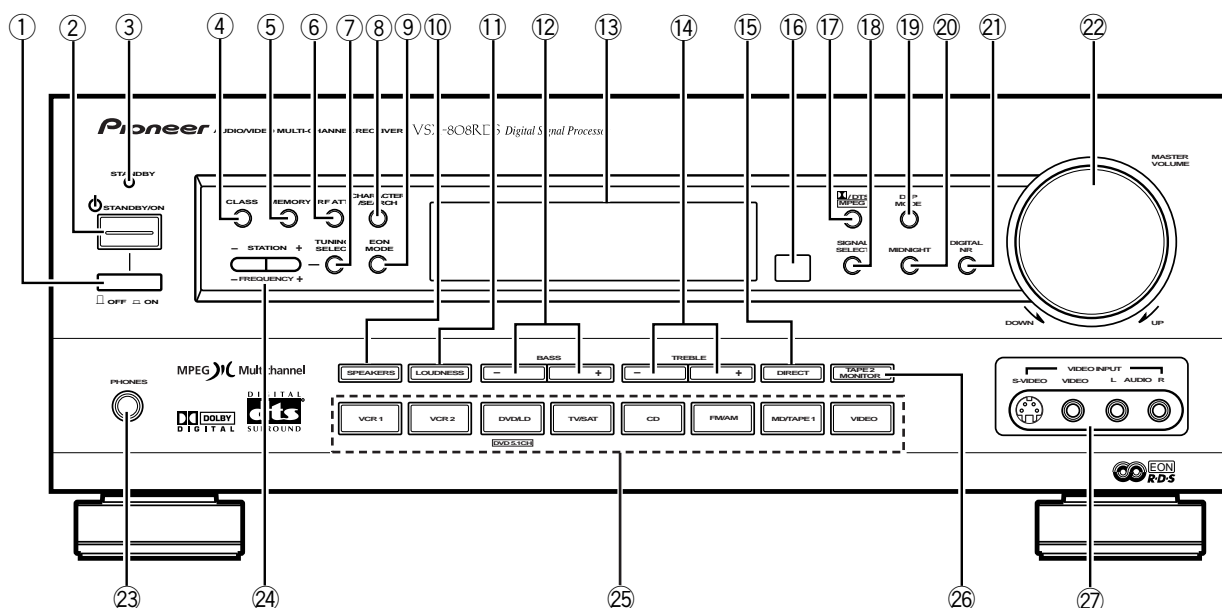 ① ② ③ ④ ⑤ ⑥ ⑦ ⑧ ⑨ ⑩ ⑪ ⑫ ⑬ ⑭ ⑮ ⑯ ⑰ ⑱ ⑲ ⑳ ㉑ ㉒
Pioneer AUDIO/VIDEO MULTI-CHANNEL RECEIVER VSX-808RDS Digital Signal Processor
MASTER
VOLUME
STANDBY
STANDBY/ON
OFF ON
CLASS
MEMORY
RF ATT
CHARACTER
/SEARCH
– STATION +
– FREQUENCY +
TUNING
SELECT
EON
MODE
/DTS
MPEG
DSP
MODE
SIGNAL
SELECT
MIDNIGHT
DIGITAL
NR
DOWN
UP
PHONES
MPEG Multichannel
DOLBY
DIGITAL
DIGITAL
dts
SURROUND
SPEAKERS
LOUDNESS
BASS
– +
TREBLE
– +
DIRECT
TAPE 2
MONITOR
VCR 1
VCR 2
DVD/LD
TV/SAT
CD
FM/AM
MD/TAPE 1
VIDEO
DVD 5.1CH
VIDEO INPUT
S-VIDEO VIDEO L AUDIO R
EON
R·D·S
㉓ ㉔ ㉕ ㉖ ㉗